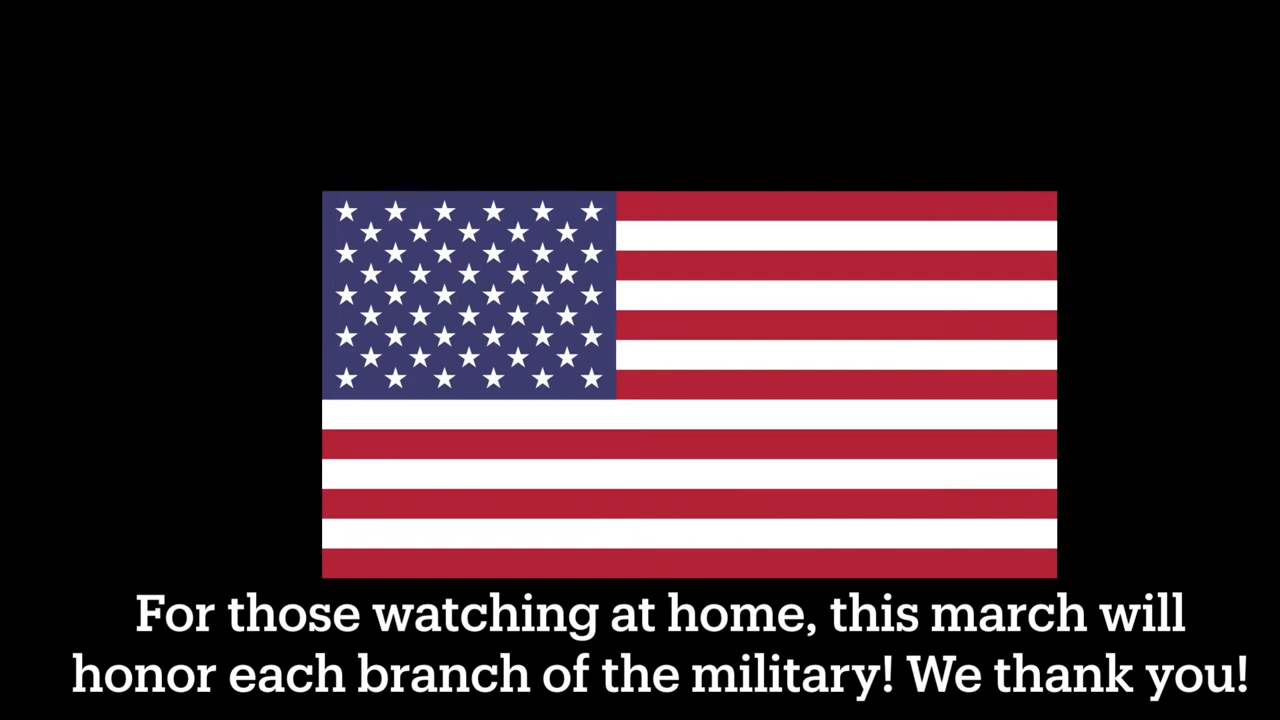 For those watching at home, this march will
honor each branch of the military! We thank you!